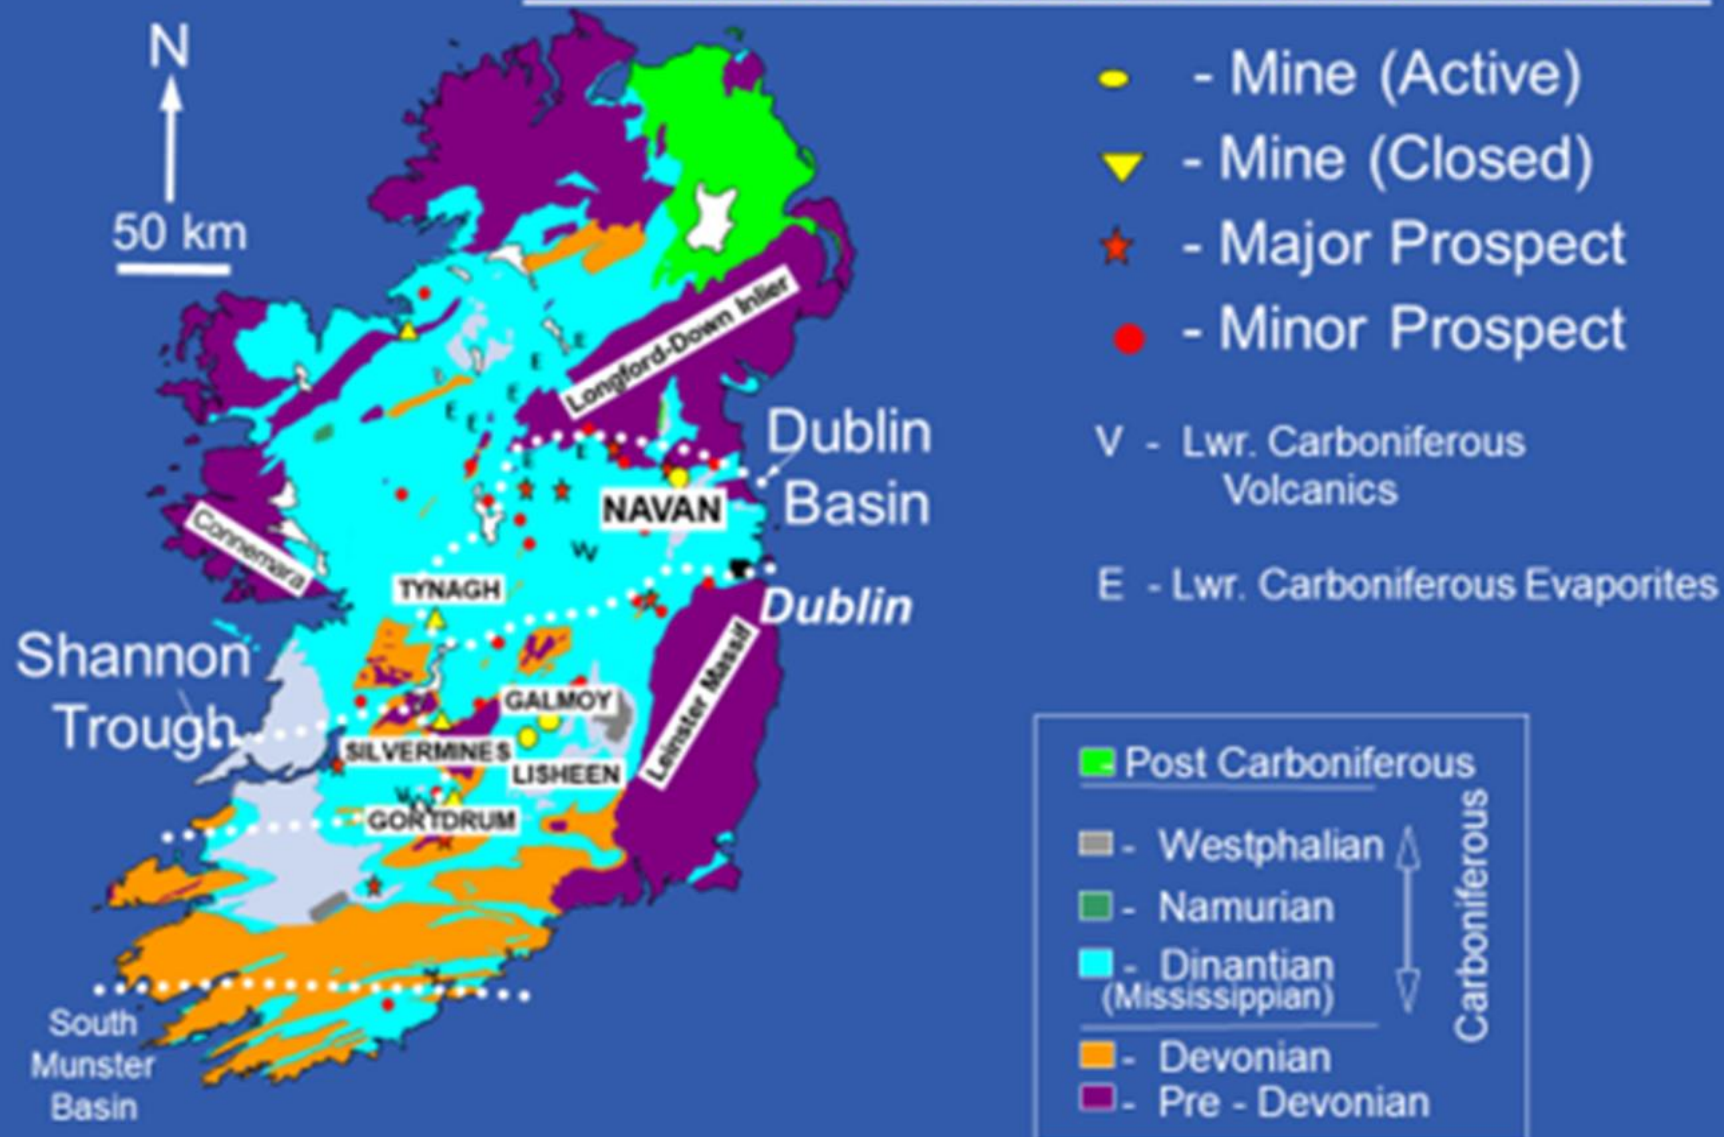 N
50 km
- Mine (Active)
- Mine (Closed)
- Major Prospect
- Minor Prospect
V - Lwr. Carboniferous
Volcanics
E - Lwr. Carboniferous Evaporites
Longford-Down Inlier
Dublin
Basin
E
E
E
E
E
E
E
NAVAN
Connemara
VV
TYNAGH
Dublin
Shannon
Trough
GALMOY
Leinster Massif
SILVERMINES
LISHEEN
V
GORTDRUM
South
Munster
Basin
- Post Carboniferous
- Westphalian
- Namurian
- Dinantian
(Mississippian)
Carboniferous
- Devonian
- Pre - Devonian